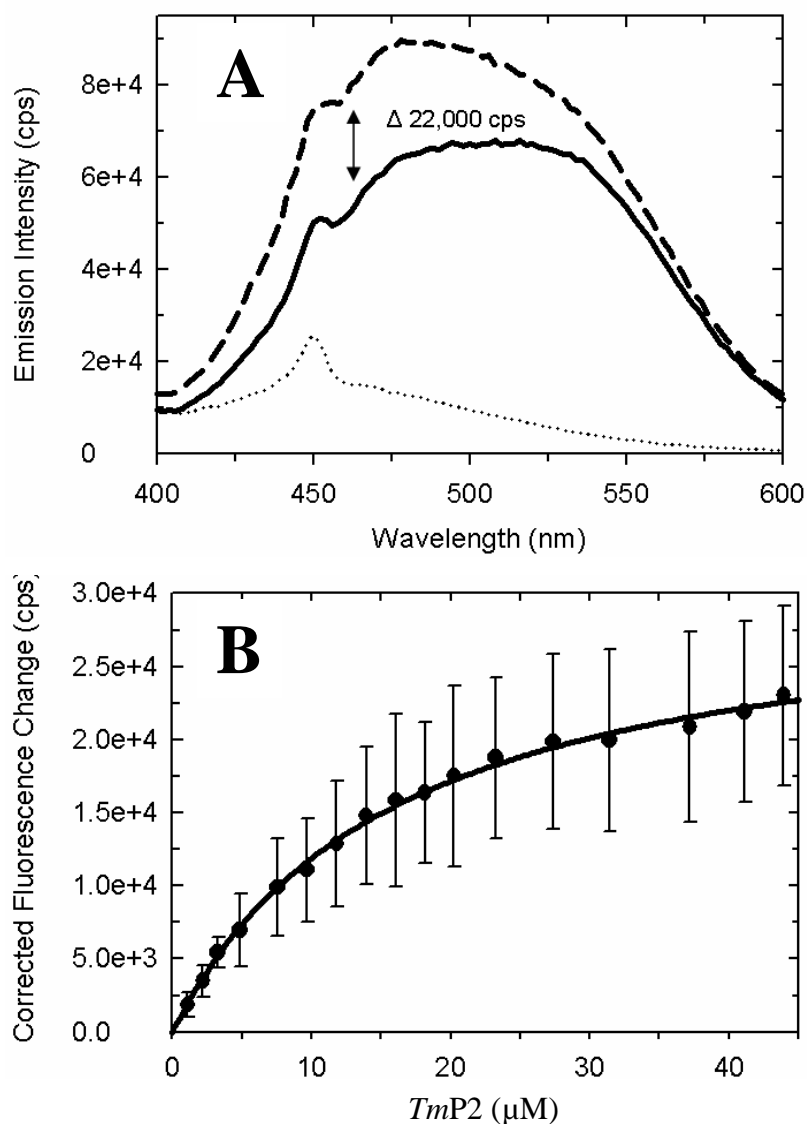 A
Δ 22,000 cps
8e+4
6e+4
4e+4
2e+4
0
Emission Intensity (cps)
400 450 500 550 600
Wavelength (nm)
B
3.0e+4
2.5e+4
2.0e+4
1.5e+4
1.0e+4
5.0e+3
0.0
Corrected Fluorescence Change (cps)
0 10 20 30 40
TmP2 (µM)